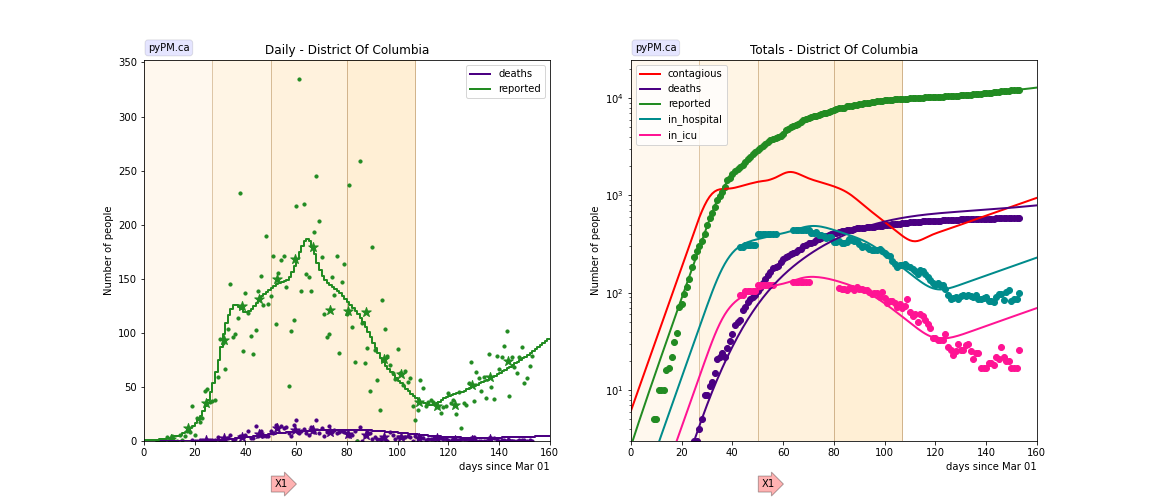 pyPM.ca
Daily - District Of Columbia
deaths
reported
350
300
250
200
150
100
50
0
Number of people
0 20 40 60 80 100 120 140 160
days since Mar 01
X1
pyPM.ca
Totals - District Of Columbia
contagious
deaths
reported
in_hospital
in_icu
10^4
10^3
10^2
10^1
Number of people
0 20 40 60 80 100 120 140 160
days since Mar 01
X1